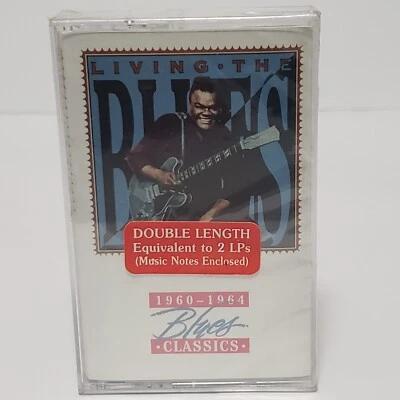 LIVING · THE
BLUES
DOUBLE LENGTH
Equivalent to 2 LPs
(Music Notes Enclosed)
1960–1964
Blues
· CLASSICS ·